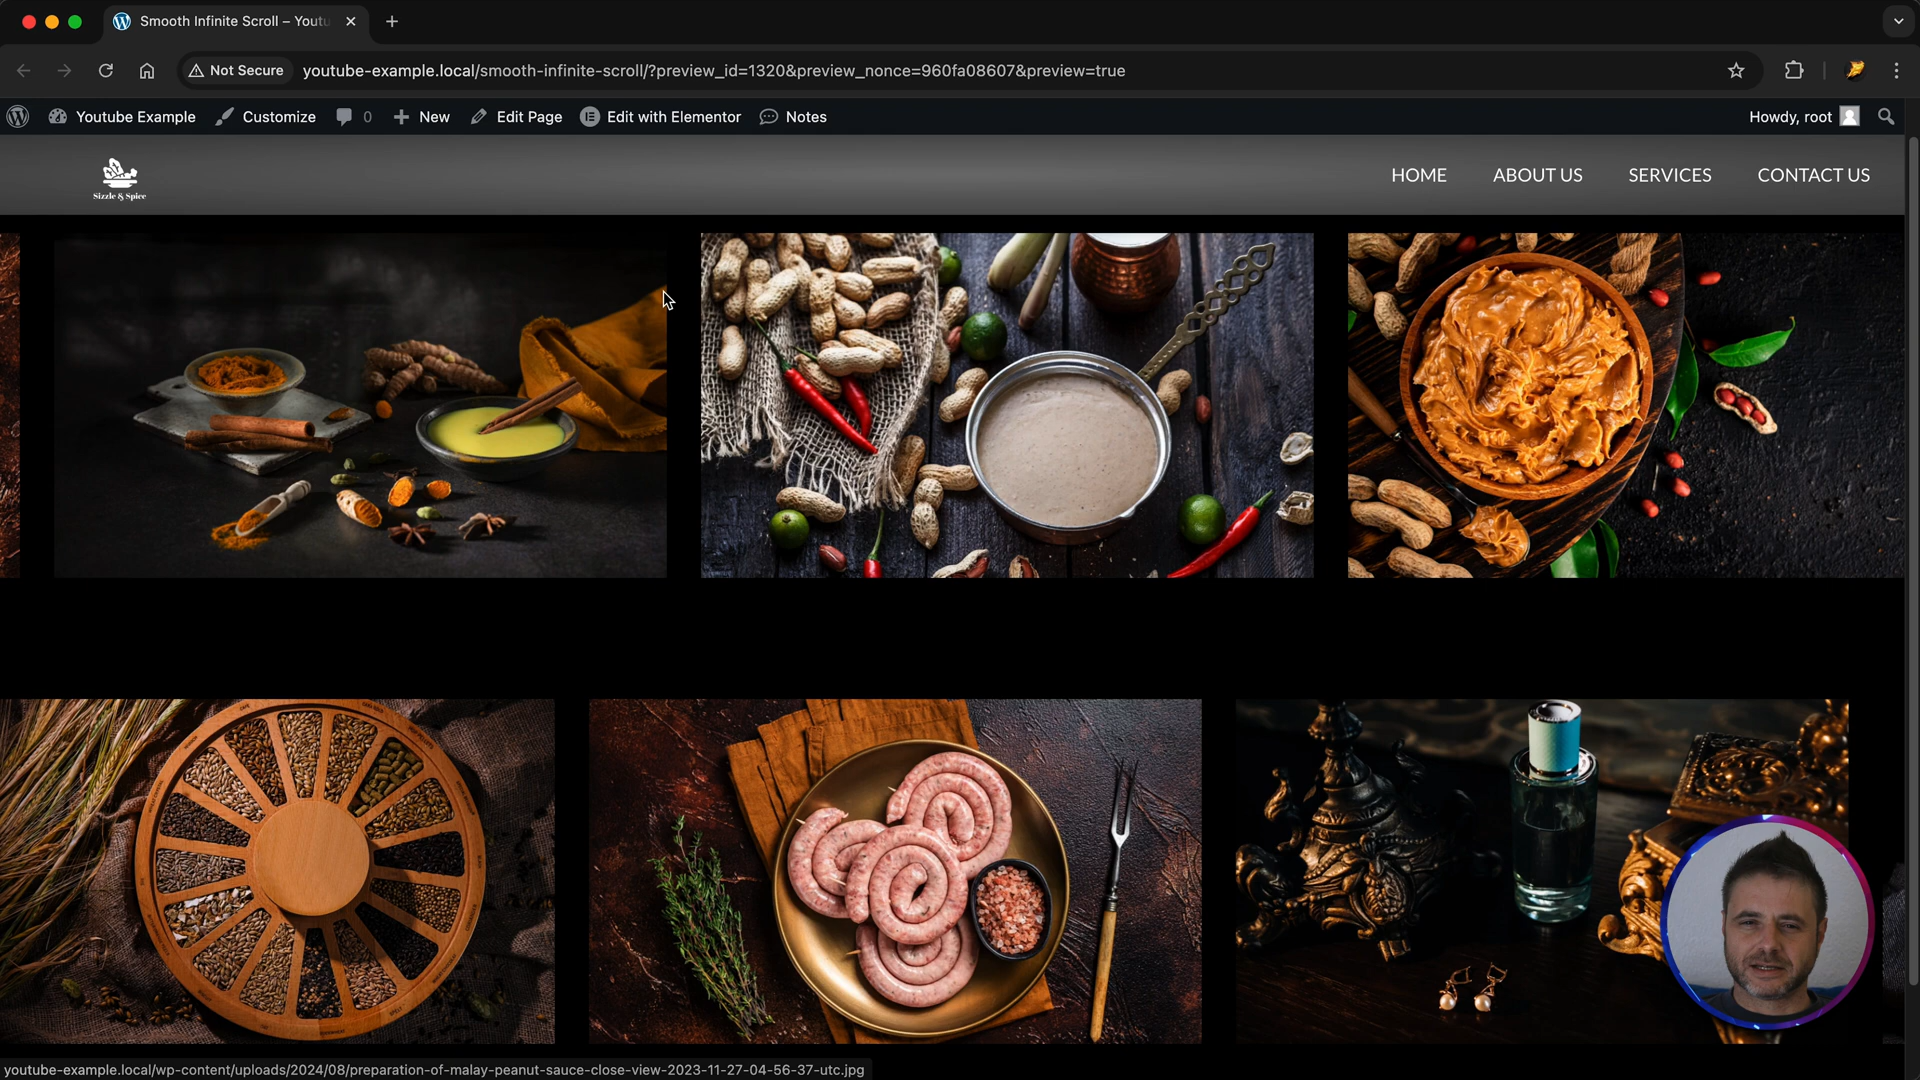 Smooth Infinite Scroll – Youtu
Not Secure
youtube-example.local/smooth-infinite-scroll/?preview_id=1320&preview_nonce=960fa08607&preview=true
Youtube Example
Customize
0
New
Edit Page
Edit with Elementor
Notes
Howdy, root
Sizzle & Spice
HOME
ABOUT US
SERVICES
CONTACT US
youtube-example.local/wp-content/uploads/2024/08/preparation-of-malay-peanut-sauce-close-view-2023-11-27-04-56-37-utc.jpg